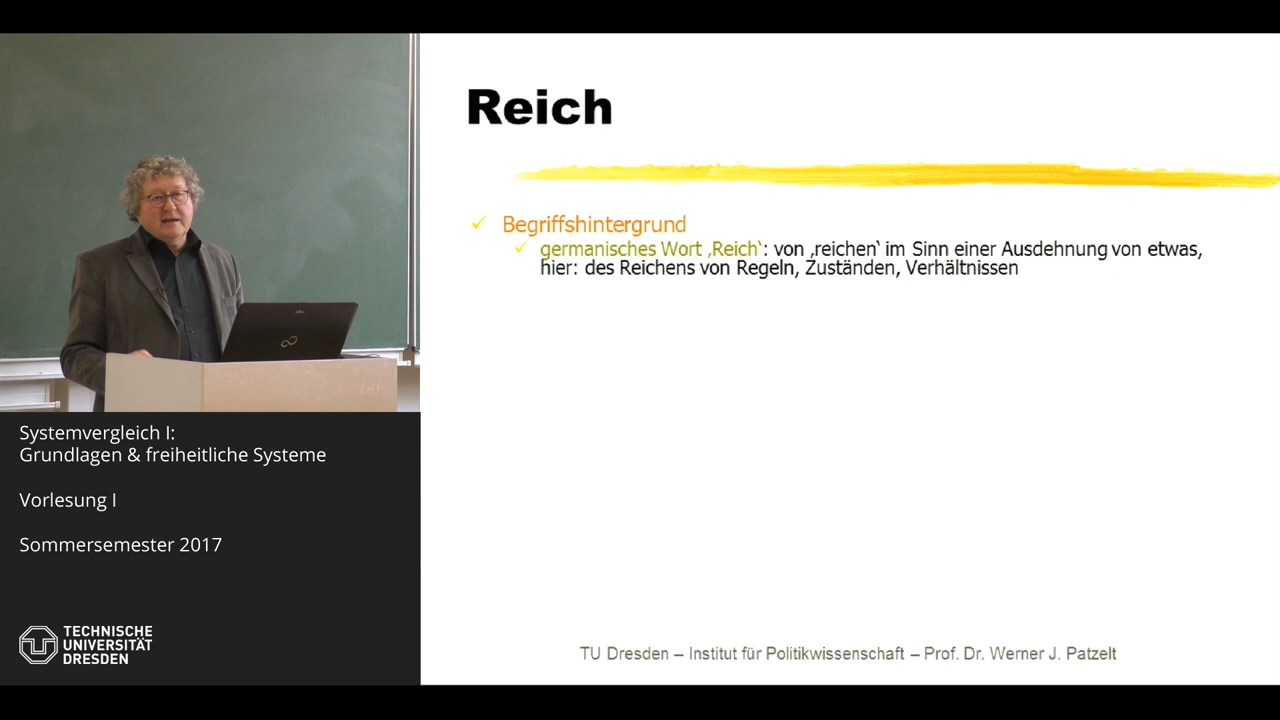 Reich
Begriffshintergrund
germanisches Wort ‚Reich‘: von ‚reichen‘ im Sinn einer Ausdehnung von etwas,
hier: des Reichens von Regeln, Zuständen, Verhältnissen
TU Dresden – Institut für Politikwissenschaft – Prof. Dr. Werner J. Patzelt
Systemvergleich I:
Grundlagen & freiheitliche Systeme
Vorlesung I
Sommersemester 2017
TECHNISCHE
UNIVERSITÄT
DRESDEN